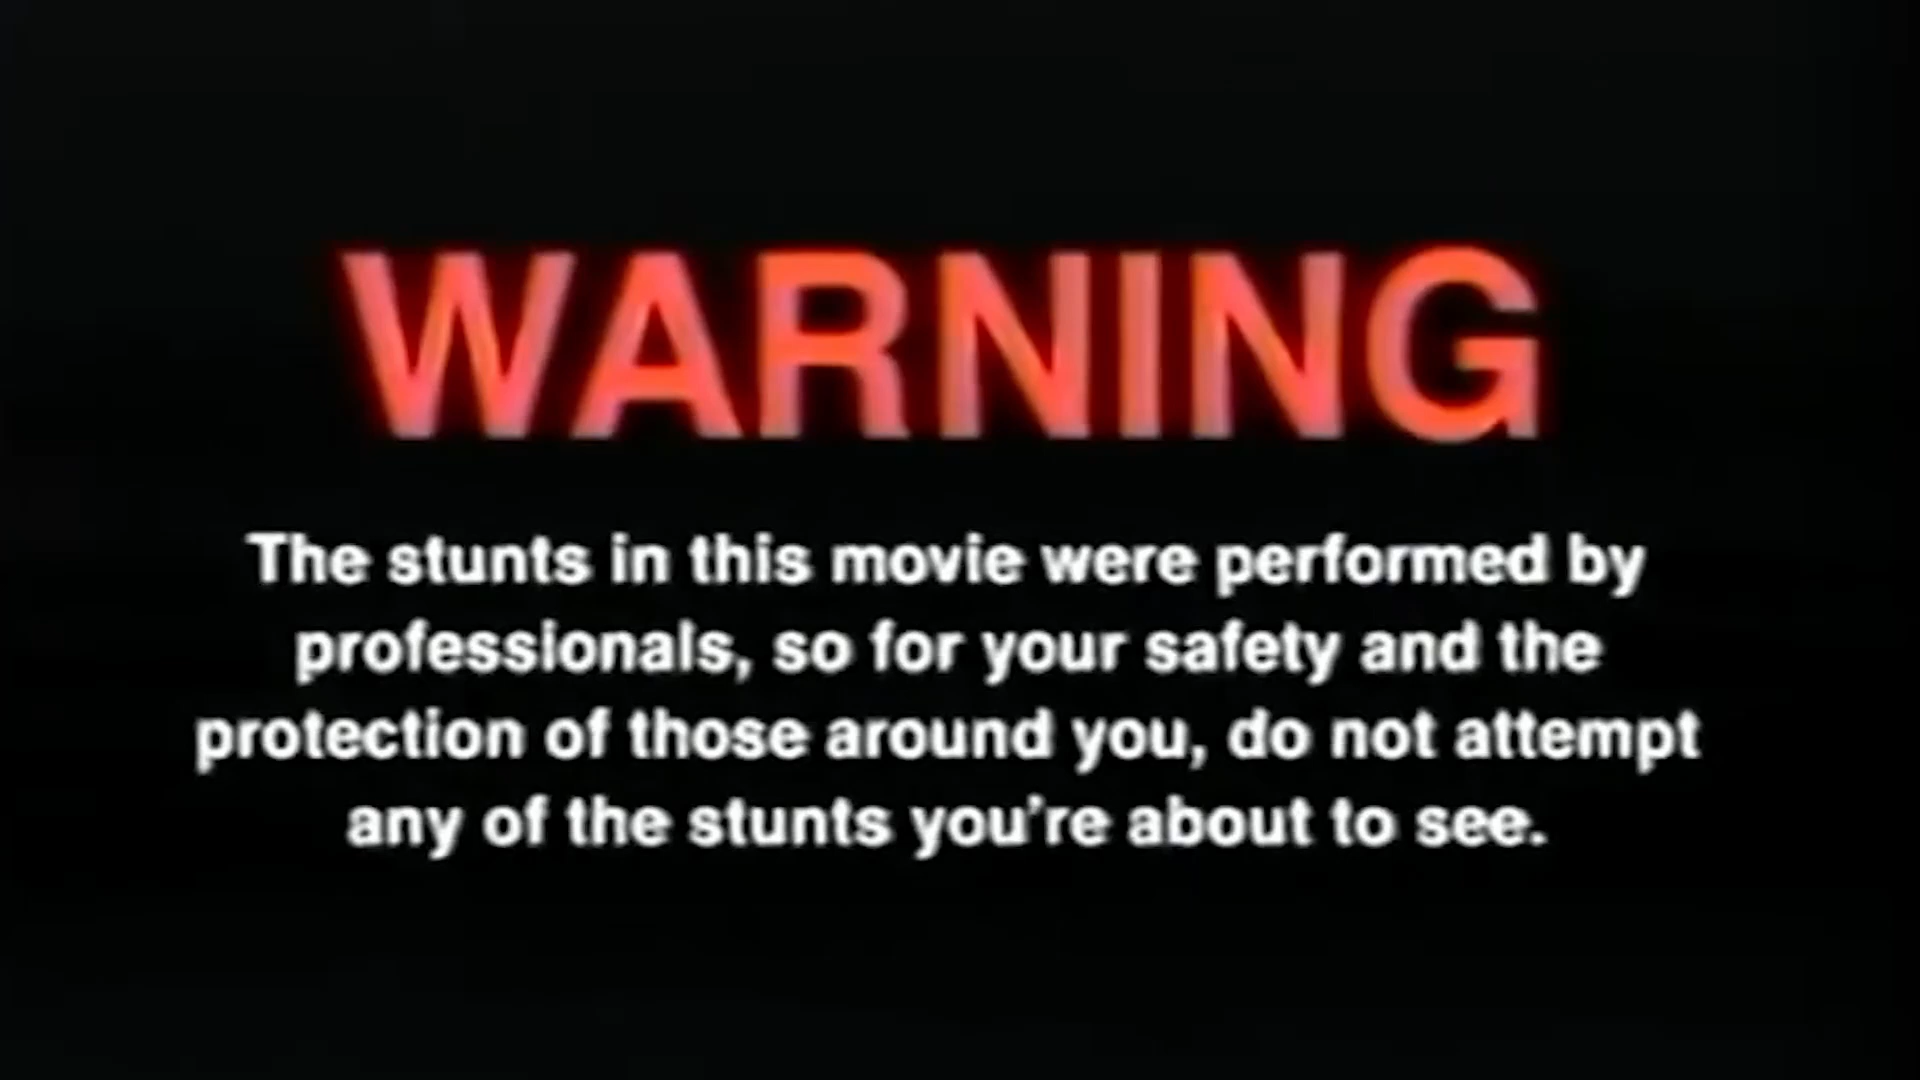 WARNING
The stunts in this movie were performed by
professionals, so for your safety and the
protection of those around you, do not attempt
any of the stunts you're about to see.